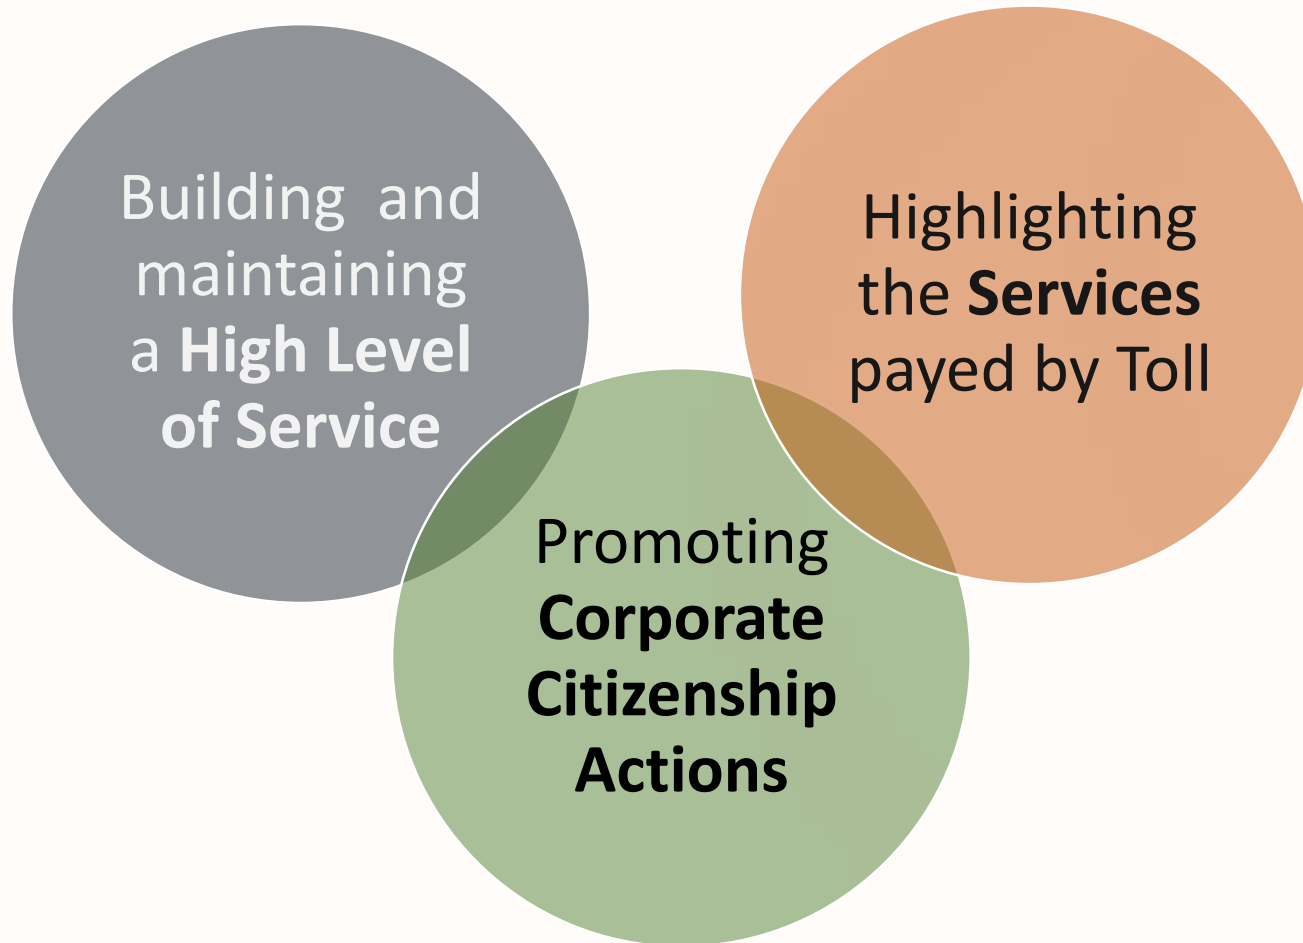 Building and
maintaining
a High Level
of Service
Highlighting
the Services
payed by Toll
Promoting
Corporate
Citizenship
Actions